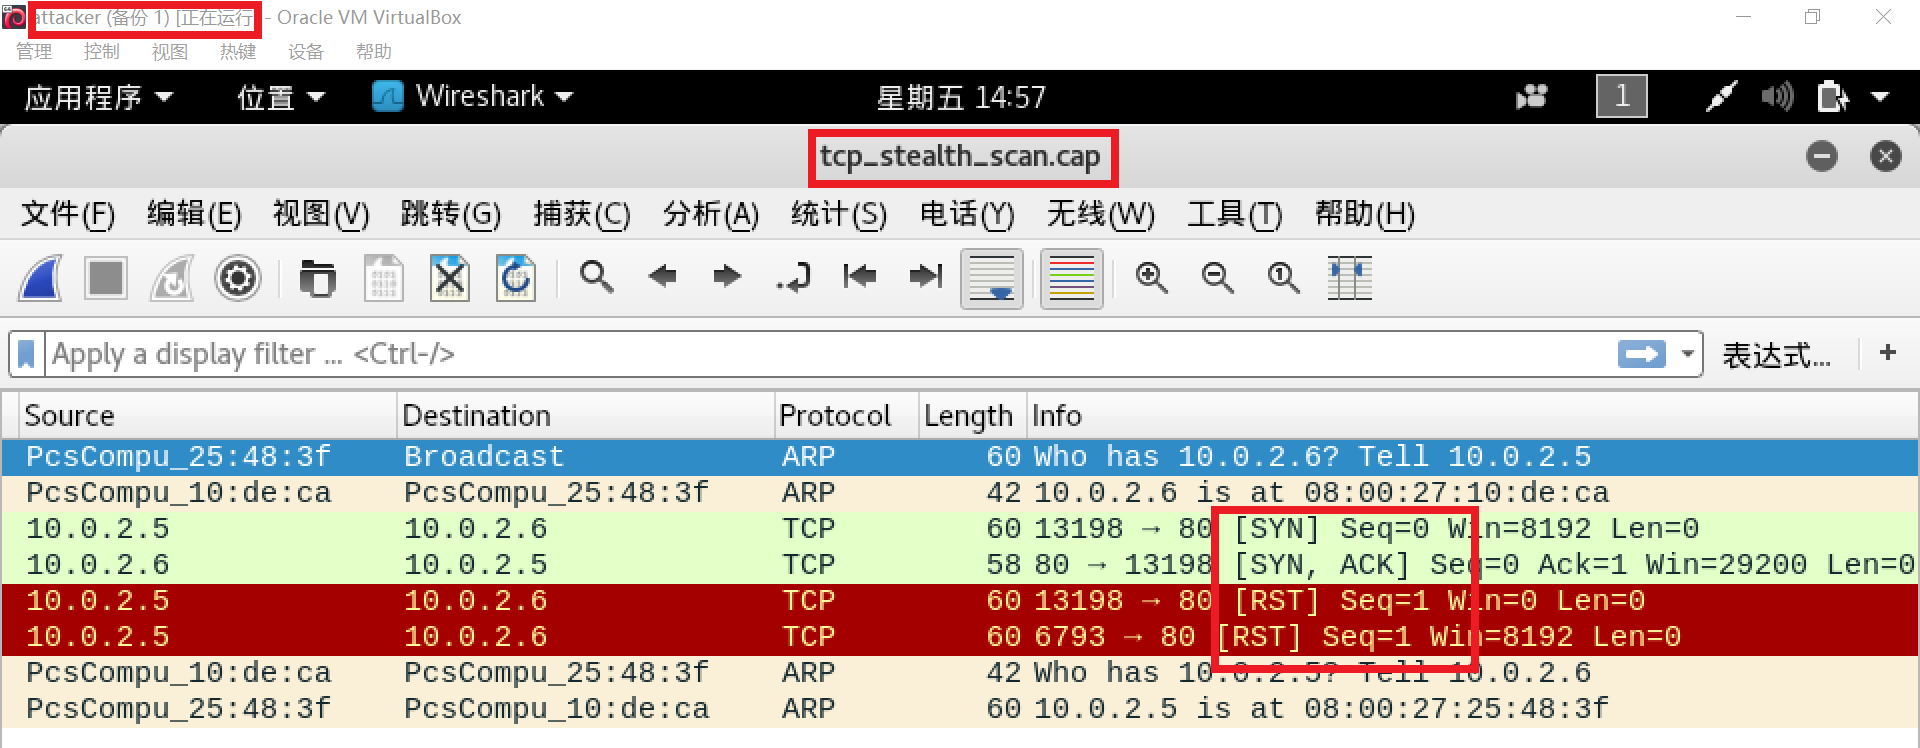 attacker (备份 1) [正在运行] - Oracle VM VirtualBox
管理 控制 视图 热键 设备 帮助
应用程序 位置 Wireshark 星期五 14:57 1
tcp_stealth_scan.cap
文件(F) 编辑(E) 视图(V) 跳转(G) 捕获(C) 分析(A) 统计(S) 电话(Y) 无线(W) 工具(T) 帮助(H)
Apply a display filter ... <Ctrl-/> 表达式... +
Source Destination Protocol Length Info
PcsCompu_25:48:3f Broadcast ARP 60 Who has 10.0.2.6? Tell 10.0.2.5
PcsCompu_10:de:ca PcsCompu_25:48:3f ARP 42 10.0.2.6 is at 08:00:27:10:de:ca
10.0.2.5 10.0.2.6 TCP 60 13198 → 80 [SYN] Seq=0 Win=8192 Len=0
10.0.2.6 10.0.2.5 TCP 58 80 → 13198 [SYN, ACK] Seq=0 Ack=1 Win=29200 Len=0
10.0.2.5 10.0.2.6 TCP 60 13198 → 80 [RST] Seq=1 Win=0 Len=0
10.0.2.5 10.0.2.6 TCP 60 6793 → 80 [RST] Seq=1 Win=8192 Len=0
PcsCompu_10:de:ca PcsCompu_25:48:3f ARP 42 Who has 10.0.2.5? Tell 10.0.2.6
PcsCompu_25:48:3f PcsCompu_10:de:ca ARP 60 10.0.2.5 is at 08:00:27:25:48:3f